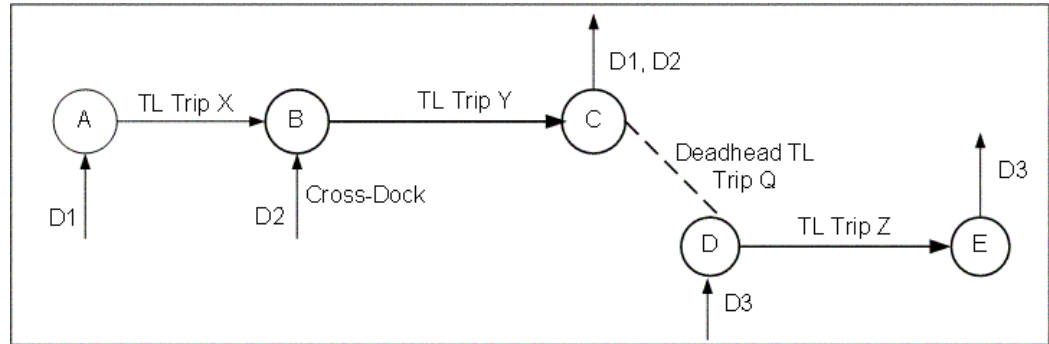 A
TL Trip X
B
TL Trip Y
C
D1, D2
Deadhead TL
Trip Q
D1
D2
Cross-Dock
D
TL Trip Z
E
D3
D3